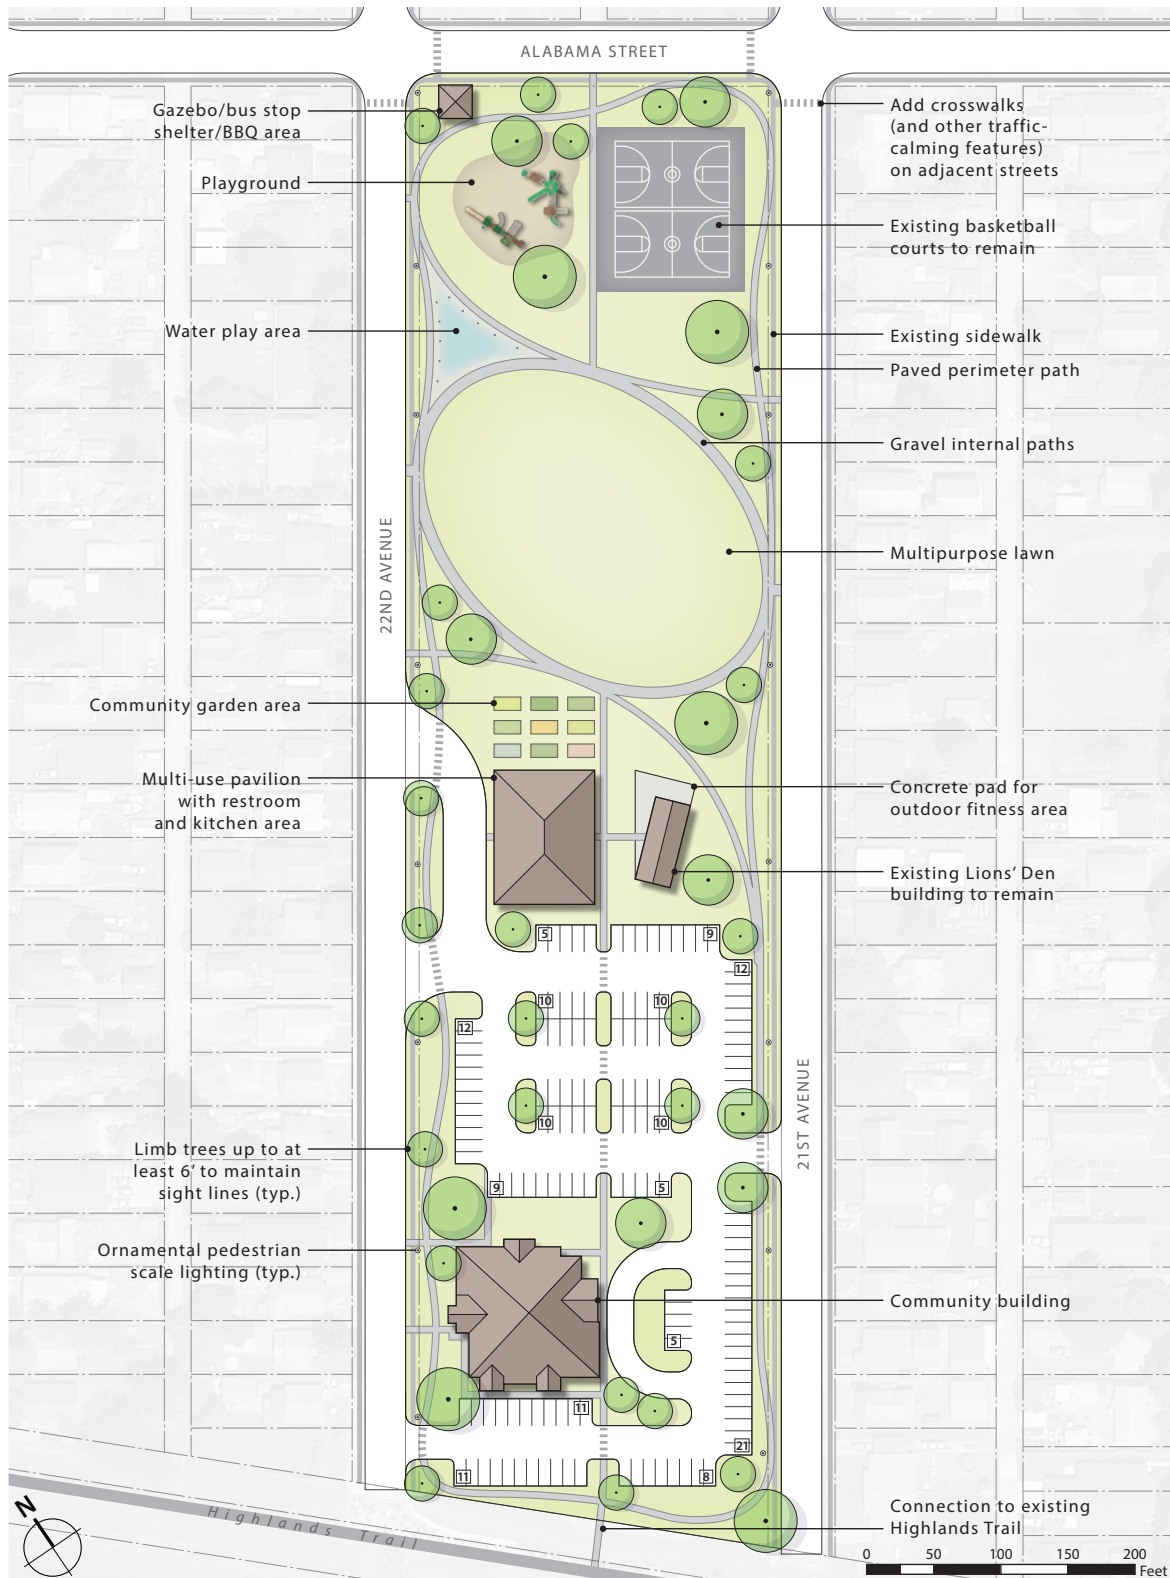 ALABAMA STREET
Gazebo/bus stop
shelter/BBQ area
Playground
Water play area
Add crosswalks
(and other traffic-
calming features)
on adjacent streets
Existing basketball
courts to remain
Existing sidewalk
Paved perimeter path
Gravel internal paths
Multipurpose lawn
22ND AVENUE
Community garden area
Multi-use pavilion
with restroom
and kitchen area
Concrete pad for
outdoor fitness area
Existing Lions’ Den
building to remain
5
9
12
10
10
12
10
10
21ST AVENUE
Limb trees up to at
least 6’ to maintain
sight lines (typ.)
9
5
Ornamental pedestrian
scale lighting (typ.)
Community building
5
11
21
11
8
Connection to existing
Highlands Trail
Highlands Trail
N
0 50 100 150 200
Feet